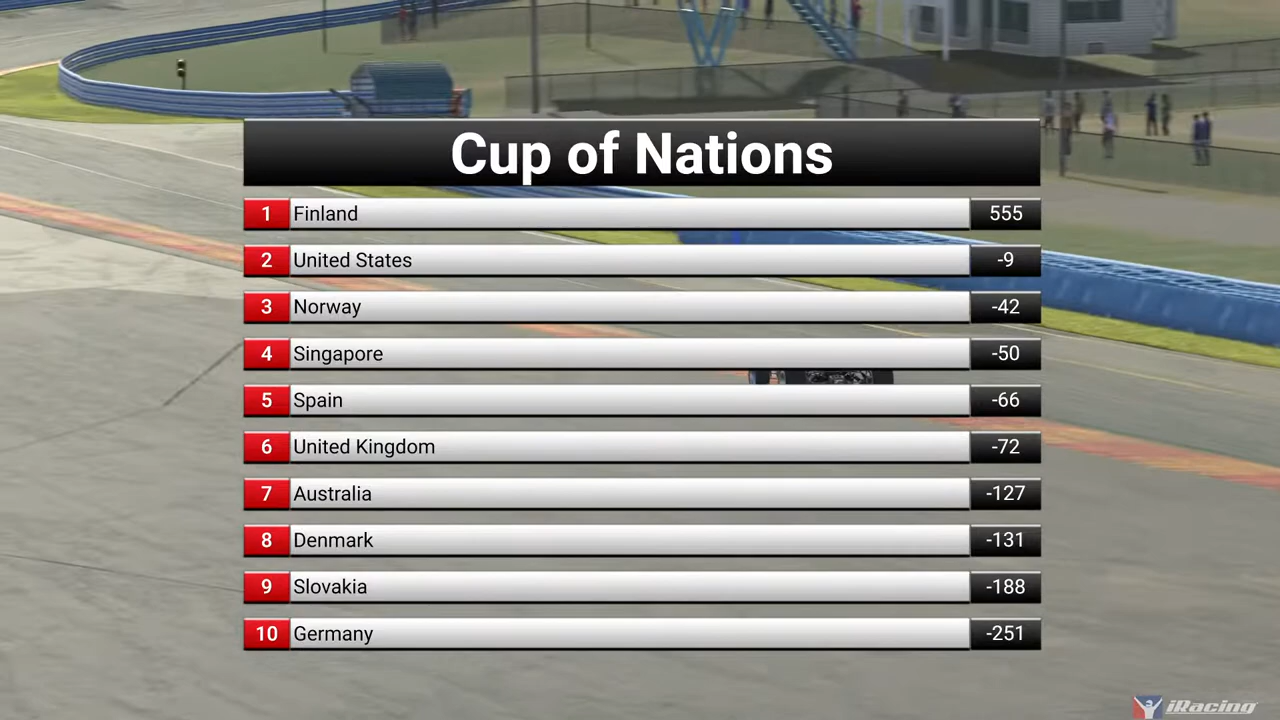 Cup of Nations
1 Finland 555
2 United States -9
3 Norway -42
4 Singapore -50
5 Spain -66
6 United Kingdom -72
7 Australia -127
8 Denmark -131
9 Slovakia -188
10 Germany -251
iRacing